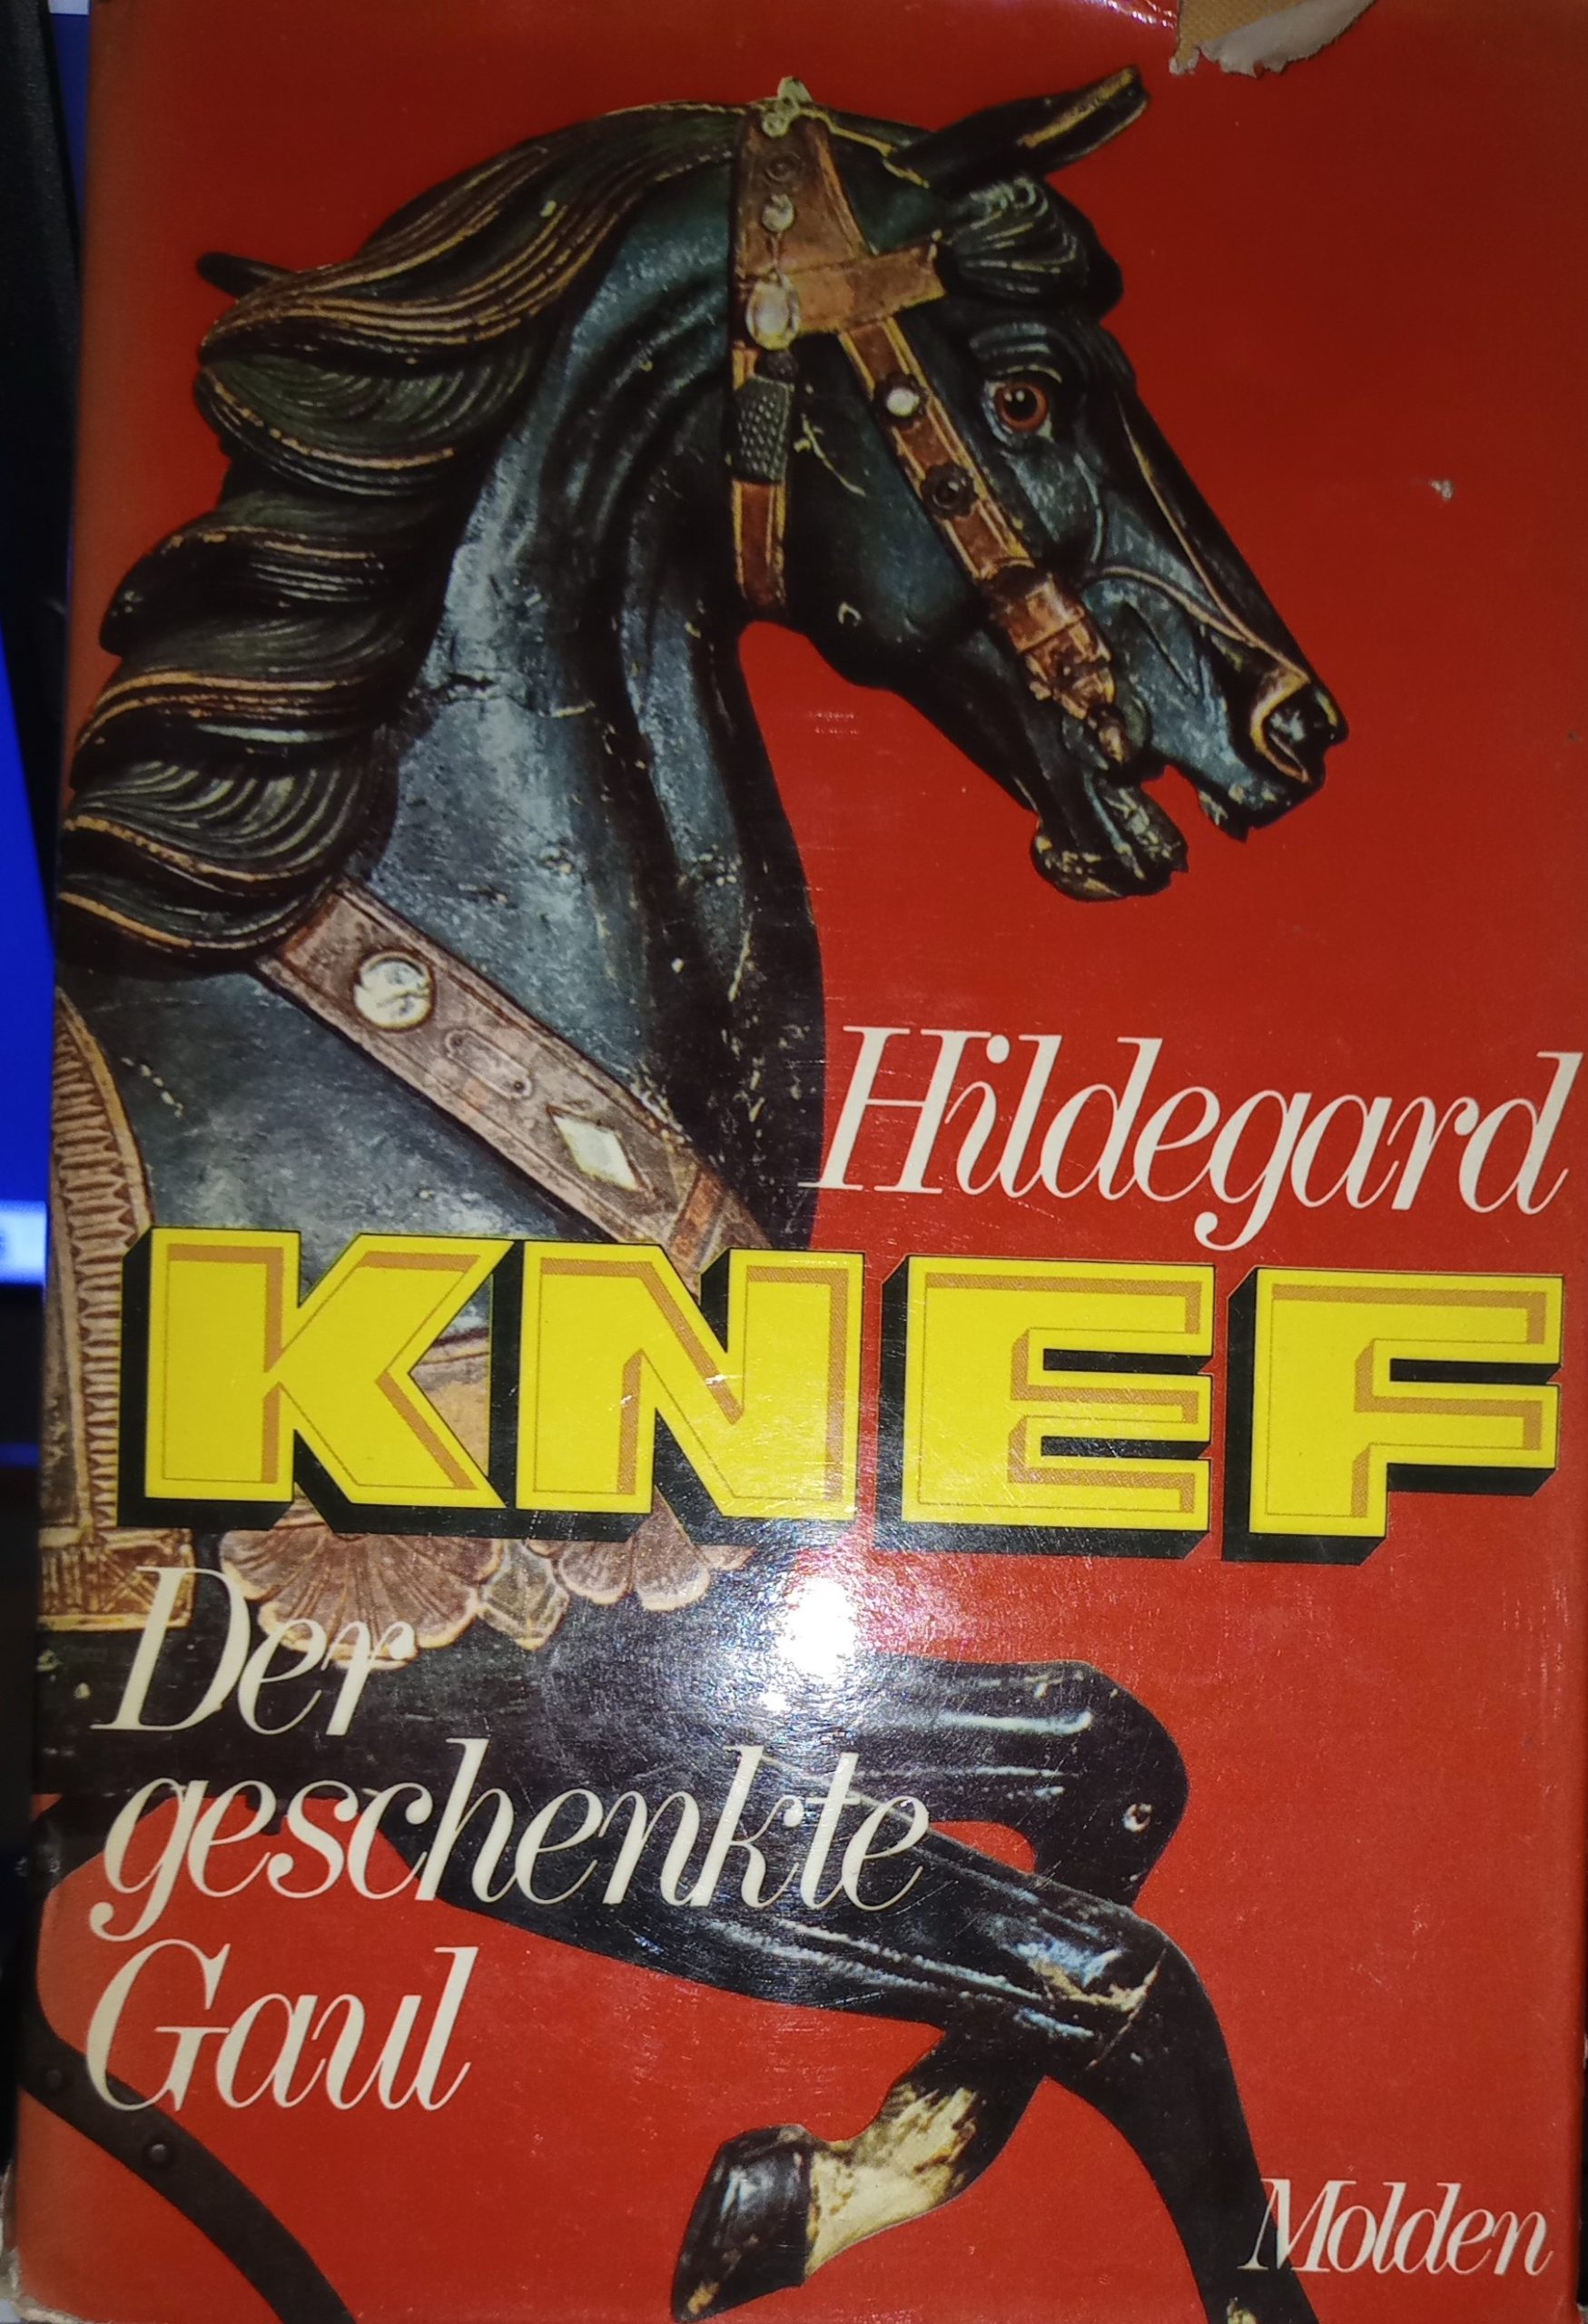 Hildegard
KNEF
Der
geschenkte
Gaul
Molden